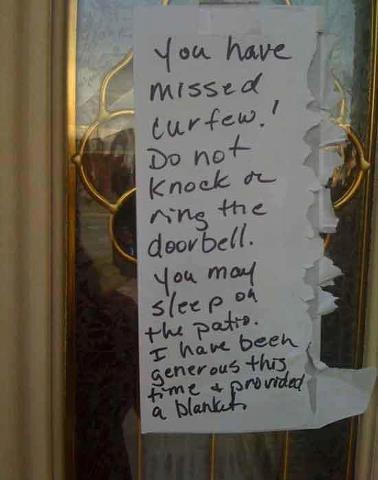 You have
missed
curfew!
Do not
knock or
ring the
doorbell.
You may
sleep on
the patio.
I have been
generous this
time + provided
a blanket.